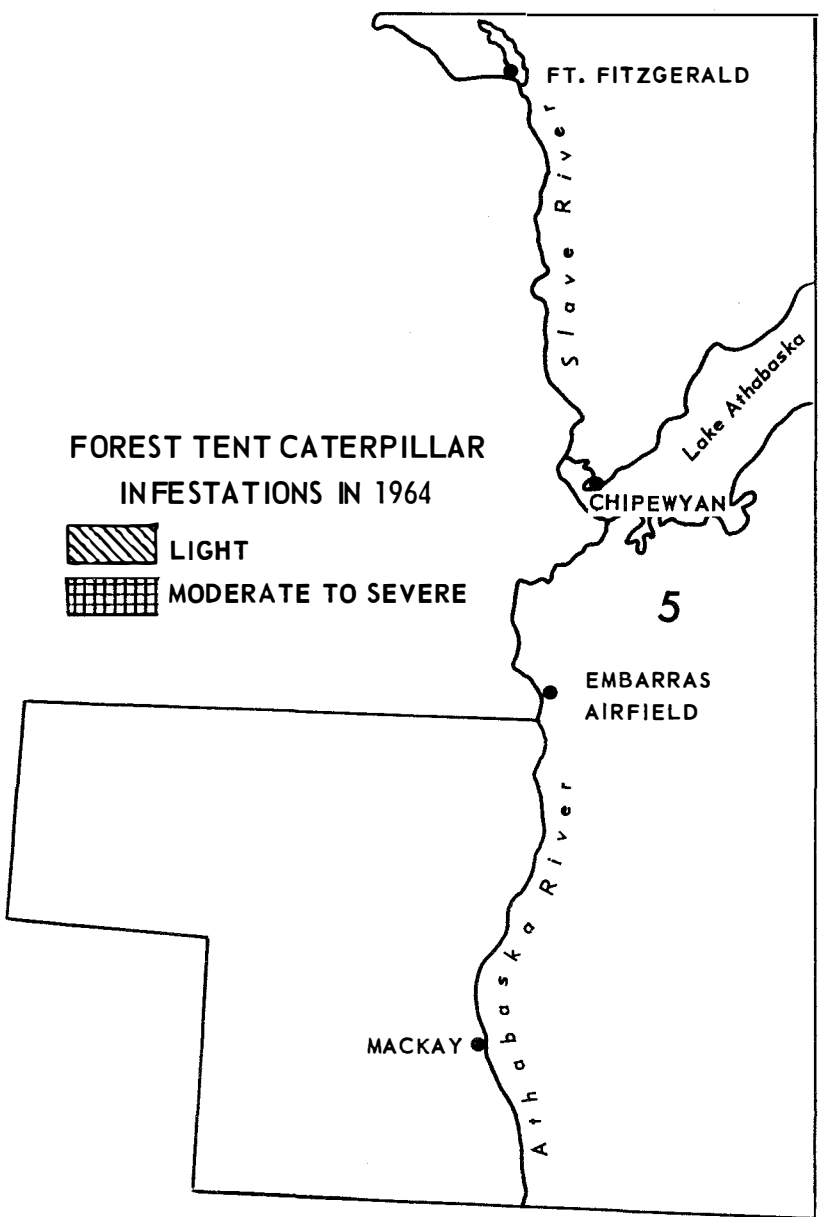 FT. FITZGERALD
Slave River
Lake Athabaska
FOREST TENT CATERPILLAR
INFESTATIONS IN 1964
CHIPEWYAN
LIGHT
MODERATE TO SEVERE
5
EMBARRAS
AIRFIELD
Athabaska River
MACKAY